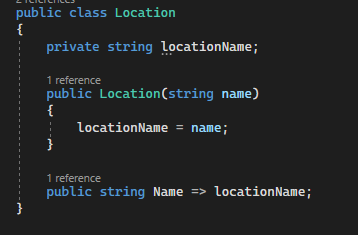 2 references
public class Location
{
private string locationName;
1 reference
public Location(string name)
{
locationName = name;
}
1 reference
public string Name => locationName;
}